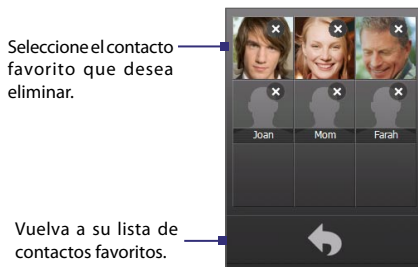 Seleccione el contacto
favorito que desea
eliminar.
Joan Mom Farah
Vuelva a su lista de
contactos favoritos.